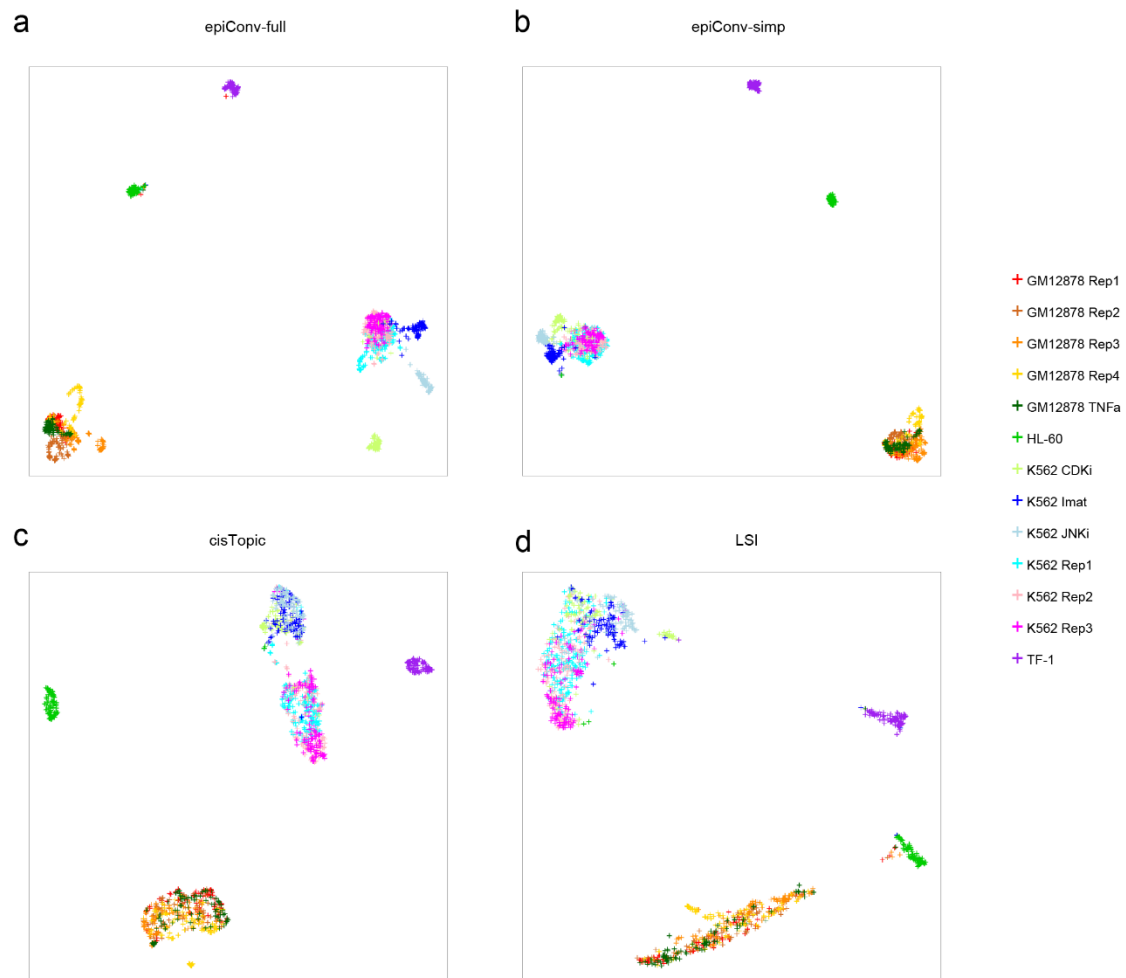 a
epiConv-full
b
epiConv-simp
GM12878 Rep1
GM12878 Rep2
GM12878 Rep3
GM12878 Rep4
GM12878 TNFa
HL-60
K562 CDKi
K562 Imat
K562 JNKi
K562 Rep1
K562 Rep2
K562 Rep3
TF-1
c
cisTopic
d
LSI